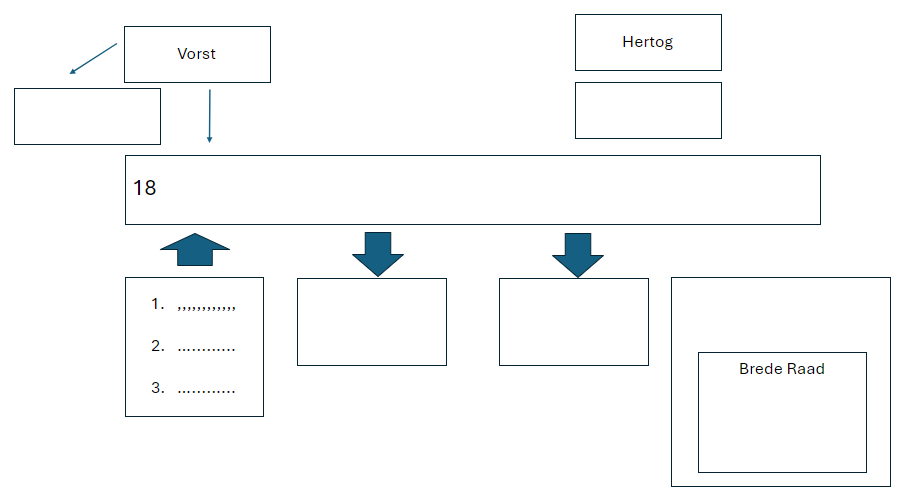 Vorst
Hertog
18
1. ,,,,,,,,,,,,
2. ............
3. ............
Brede Raad